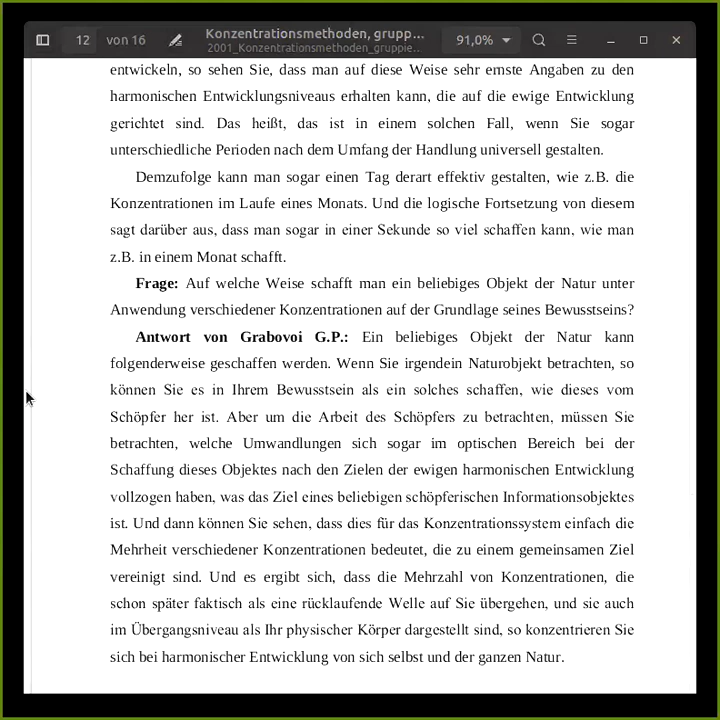 12 von 16
Konzentrationsmethoden, grupp...
2001_Konzentrationsmethoden_gruppie...
91,0%
entwickeln, so sehen Sie, dass man auf diese Weise sehr ernste Angaben zu den
harmonischen Entwicklungsniveaus erhalten kann, die auf die ewige Entwicklung
gerichtet sind. Das heißt, das ist in einem solchen Fall, wenn Sie sogar
unterschiedliche Perioden nach dem Umfang der Handlung universell gestalten.
Demzufolge kann man sogar einen Tag derart effektiv gestalten, wie z.B. die
Konzentrationen im Laufe eines Monats. Und die logische Fortsetzung von diesem
sagt darüber aus, dass man sogar in einer Sekunde so viel schaffen kann, wie man
z.B. in einem Monat schafft.
Frage: Auf welche Weise schafft man ein beliebiges Objekt der Natur unter
Anwendung verschiedener Konzentrationen auf der Grundlage seines Bewusstseins?
Antwort von Grabovoi G.P.: Ein beliebiges Objekt der Natur kann
folgenderweise geschaffen werden. Wenn Sie irgendein Naturobjekt betrachten, so
können Sie es in Ihrem Bewusstsein als ein solches schaffen, wie dieses vom
Schöpfer her ist. Aber um die Arbeit des Schöpfers zu betrachten, müssen Sie
betrachten, welche Umwandlungen sich sogar im optischen Bereich bei der
Schaffung dieses Objektes nach den Zielen der ewigen harmonischen Entwicklung
vollzogen haben, was das Ziel eines beliebigen schöpferischen Informationsobjektes
ist. Und dann können Sie sehen, dass dies für das Konzentrationssystem einfach die
Mehrheit verschiedener Konzentrationen bedeutet, die zu einem gemeinsamen Ziel
vereinigt sind. Und es ergibt sich, dass die Mehrzahl von Konzentrationen, die
schon später faktisch als eine rücklaufende Welle auf Sie übergehen, und sie auch
im Übergangsniveau als Ihr physischer Körper dargestellt sind, so konzentrieren Sie
sich bei harmonischer Entwicklung von sich selbst und der ganzen Natur.